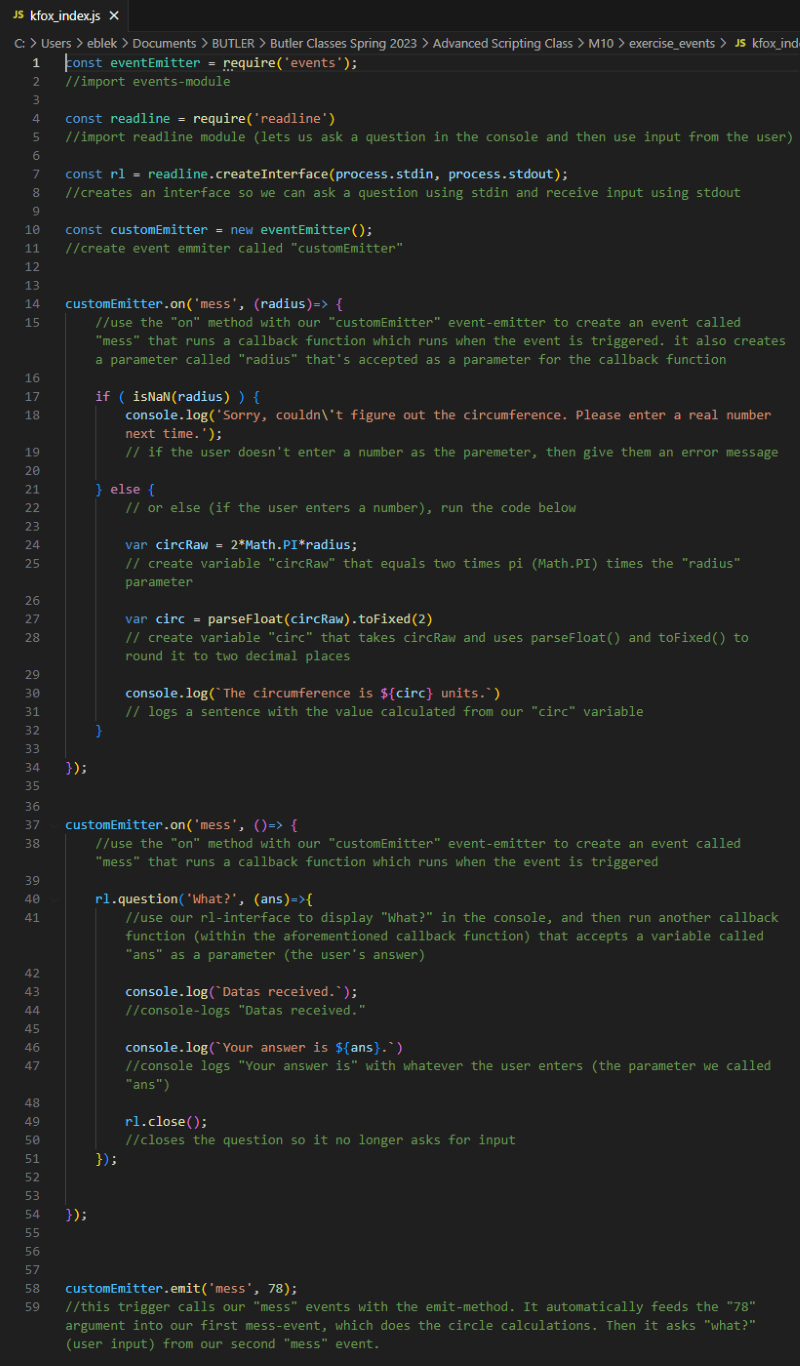 JS kfox_index.js ×
C: > Users > eblek > Documents > BUTLER > Butler Classes Spring 2023 > Advanced Scripting Class > M10 > exercise_events > JS kfox_ind
1 const eventEmitter = require('events');
2 //import events-module
3
4 const readline = require('readline')
5 //import readline module (lets us ask a question in the console and then use input from the user)
6
7 const rl = readline.createInterface(process.stdin, process.stdout);
8 //creates an interface so we can ask a question using stdin and receive input using stdout
9
10 const customEmitter = new eventEmitter();
11 //create event emmiter called "customEmitter"
12
13
14 customEmitter.on('mess', (radius)=> {
15 //use the "on" method with our "customEmitter" event-emitter to create an event called
"mess" that runs a callback function which runs when the event is triggered. it also creates
a parameter called "radius" that's accepted as a parameter for the callback function
16
17 if ( isNaN(radius) ) {
18 console.log('Sorry, couldn\'t figure out the circumference. Please enter a real number
next time.');
19 // if the user doesn't enter a number as the paremeter, then give them an error message
20
21 } else {
22 // or else (if the user enters a number), run the code below
23
24 var circRaw = 2*Math.PI*radius;
25 // create variable "circRaw" that equals two times pi (Math.PI) times the "radius"
parameter
26
27 var circ = parseFloat(circRaw).toFixed(2)
28 // create variable "circ" that takes circRaw and uses parseFloat() and toFixed() to
round it to two decimal places
29
30 console.log(`The circumference is ${circ} units.`)
31 // logs a sentence with the value calculated from our "circ" variable
32 }
33
34 });
35
36
37 customEmitter.on('mess', ()=> {
38 //use the "on" method with our "customEmitter" event-emitter to create an event called
"mess" that runs a callback function which runs when the event is triggered
39
40 rl.question('What?', (ans)=>{
41 //use our rl-interface to display "What?" in the console, and then run another callback
function (within the aforementioned callback function) that accepts a variable called
"ans" as a parameter (the user's answer)
42
43 console.log(`Datas received.`);
44 //console-logs "Datas received."
45
46 console.log(`Your answer is ${ans}.`)
47 //console logs "Your answer is" with whatever the user enters (the parameter we called
"ans")
48
49 rl.close();
50 //closes the question so it no longer asks for input
51 });
52
53
54 });
55
56
57
58 customEmitter.emit('mess', 78);
59 //this trigger calls our "mess" events with the emit-method. It automatically feeds the "78"
argument into our first mess-event, which does the circle calculations. Then it asks "what?"
(user input) from our second "mess" event.